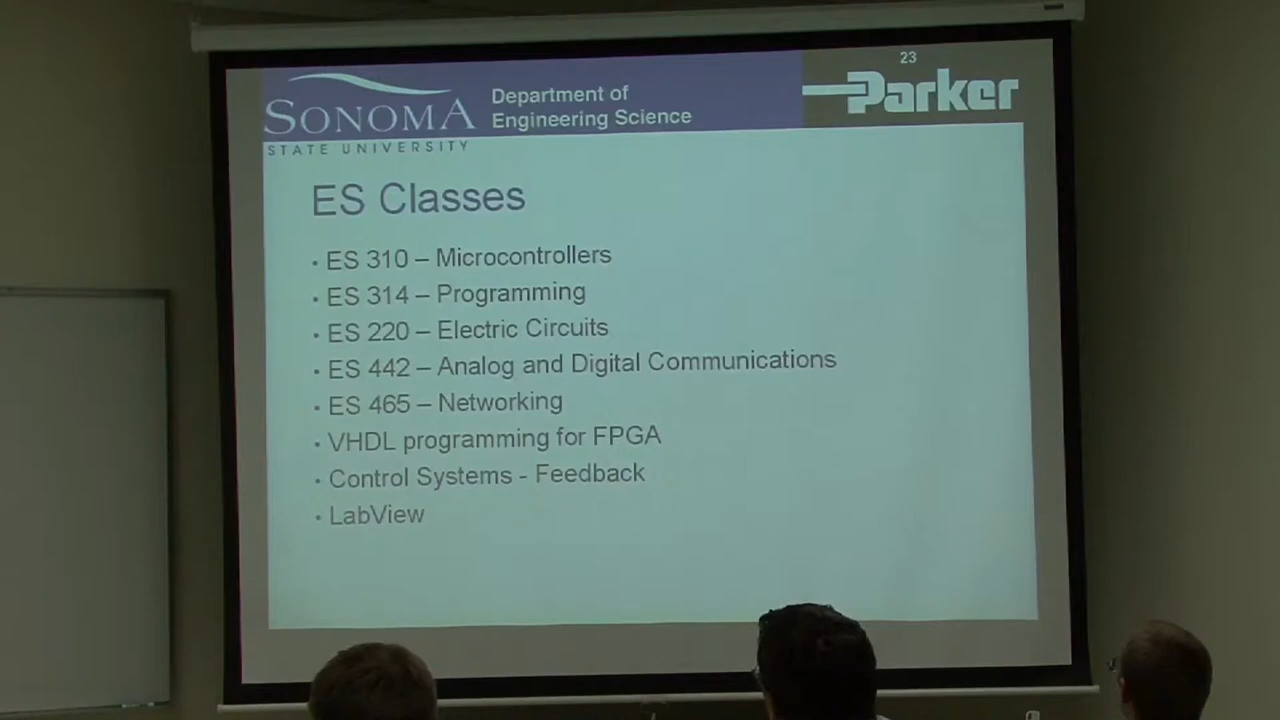 23
SONOMA
STATE UNIVERSITY
Department of
Engineering Science
Parker
ES Classes
• ES 310 – Microcontrollers
• ES 314 – Programming
• ES 220 – Electric Circuits
• ES 442 – Analog and Digital Communications
• ES 465 – Networking
• VHDL programming for FPGA
• Control Systems - Feedback
• LabView